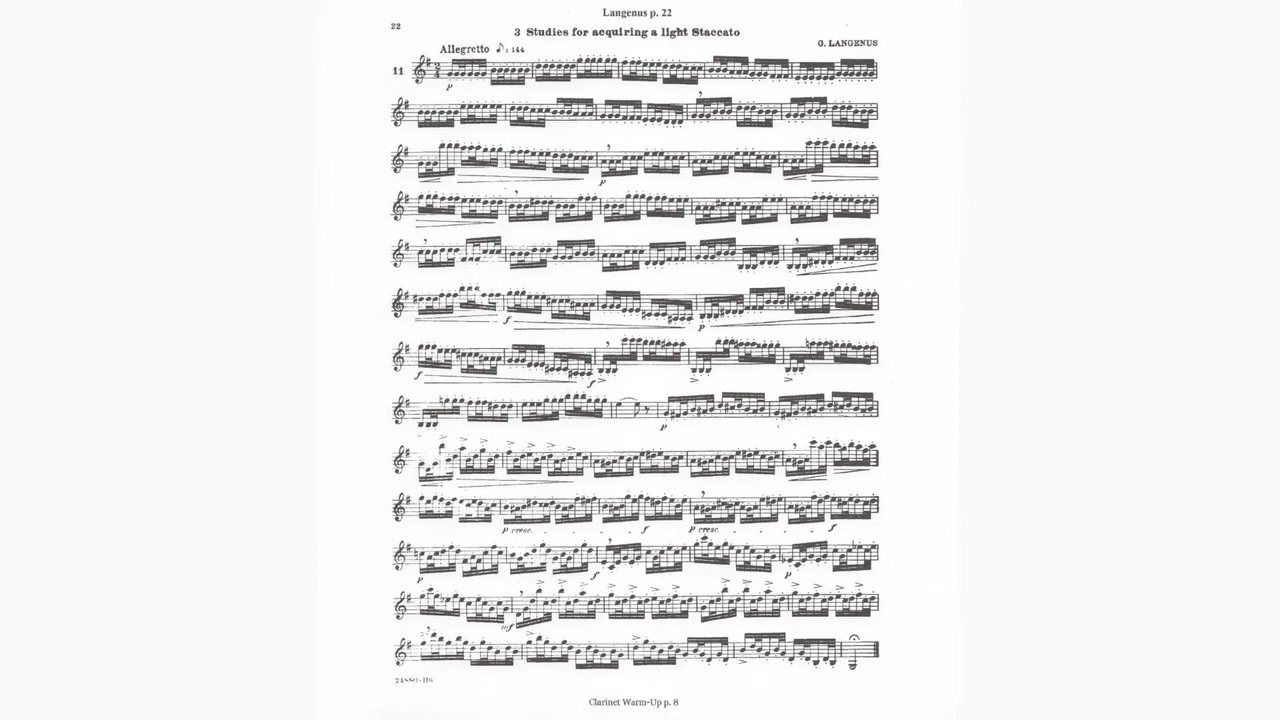 Langenus p. 22
22
3 Studies for acquiring a light Staccato
Allegretto ♪: 144
G. LANGENUS
11
p
p
f
p
f
f
p
p cresc. f p cresc. f
p f p
mf
Clarinet Warm-Up p. 8